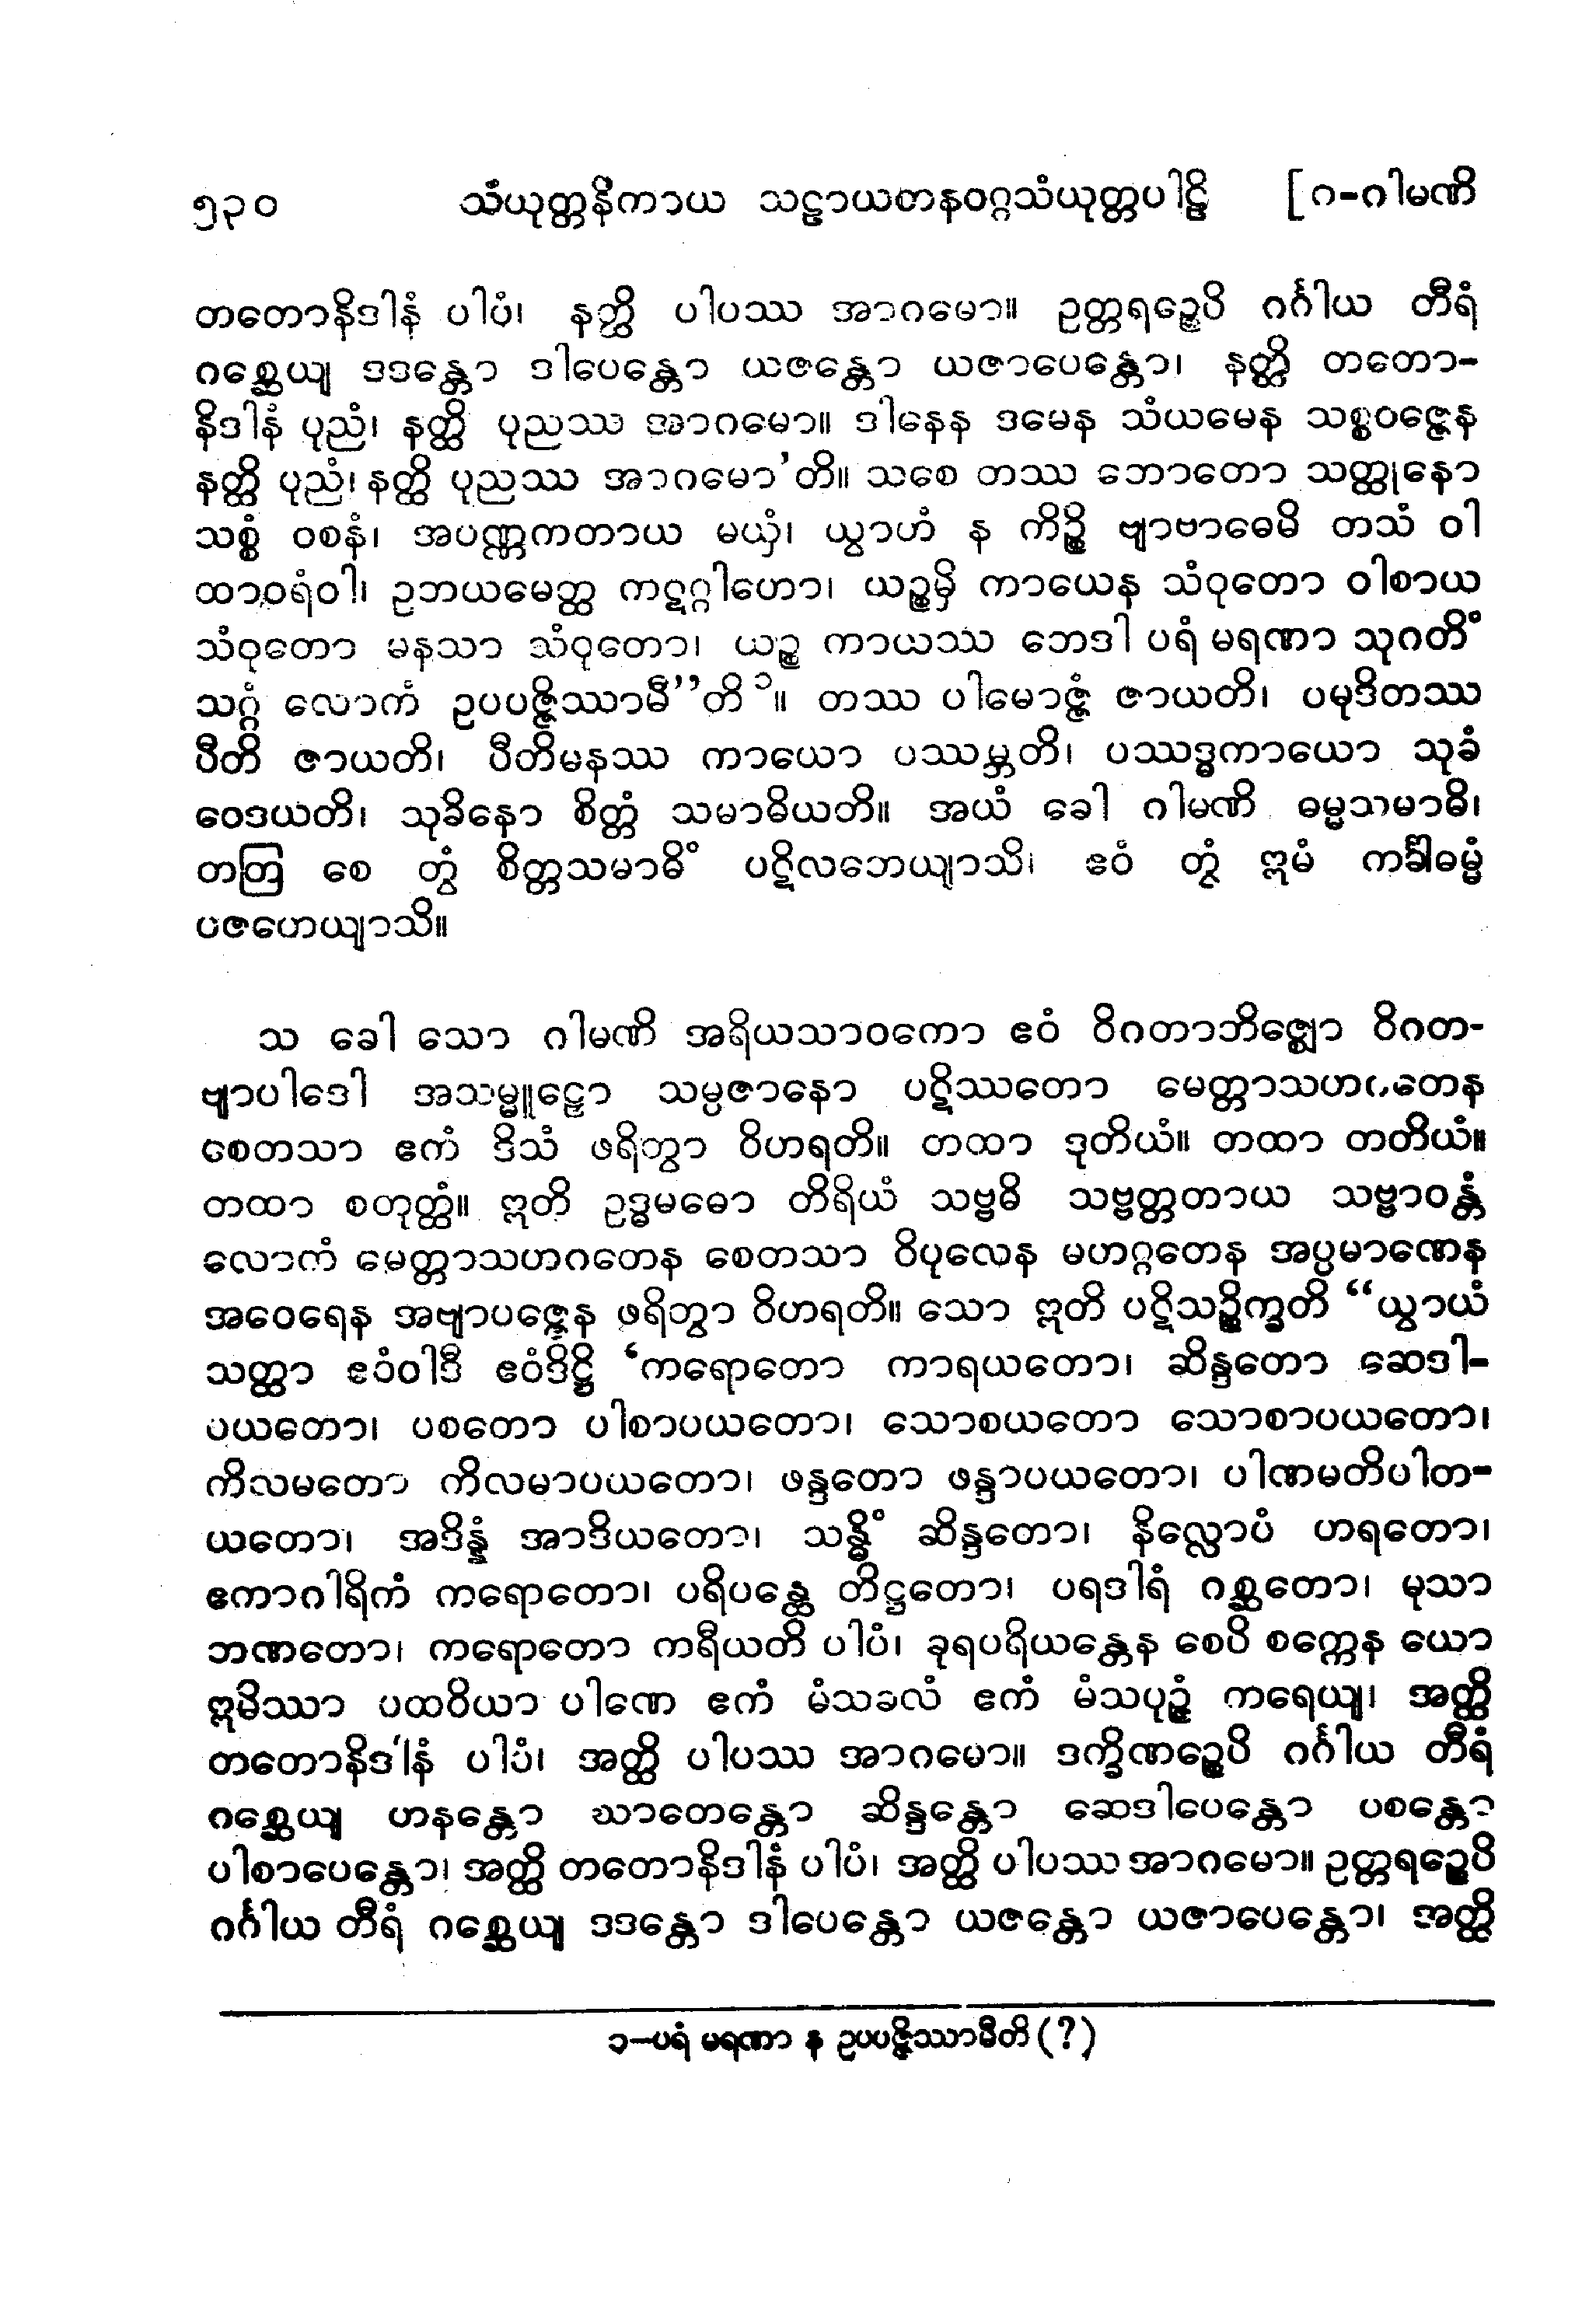 ၅၃၀ သံယုတ္တနိကာယ သဠာယတနဝဂ္ဂသံယုတ္တပါဠိ [ဂ-ဂါမဏိ
တတောနိဒါနံ ပါပံ၊ နတ္ထိ ပါပဿ အာဂမော။ ဥတ္တရဉ္စေပိ ဂင်္ဂါယ တီရံ
ဂစ္ဆေယျ ဒဒန္တော ဒါပေန္တော ယဇန္တော ယဇာပေန္တော၊ နတ္ထိ တတော-
နိဒါနံ ပုညံ၊ နတ္ထိ ပုညဿ အာဂမော။ ဒါနေန ဒမေန သံယမေန သစ္စဝဇ္ဇေန
နတ္ထိ ပုညံ၊ နတ္ထိ ပုညဿ အာဂမော’တိ။ သစေ တဿ ဘောတော သတ္ထုနော
သစ္စံ ဝစနံ၊ အပဏ္ဏကတာယ မယှံ၊ ယွာဟံ န ကိဉ္စိ ဗျာဗာဓေမိ တသံ ဝါ
ထာဝရံဝါ၊ ဥဘယမေတ္ထ ကဋဂ္ဂါဟော၊ ယဉ္စမှိ ကာယေန သံဝုတော ဝါစာယ
သံဝုတော မနသာ သံဝုတော၊ ယဉ္စ ကာယဿ ဘေဒါ ပရံ မရဏာ သုဂတိံ
သဂ္ဂံ လောကံ ဥပပဇ္ဇိဿာမီ”တိ ၁။ တဿ ပါမောဇ္ဇံ ဇာယတိ၊ ပမုဒိတဿ
ပီတိ ဇာယတိ၊ ပီတိမနဿ ကာယော ပဿမ္ဘတိ၊ ပဿဒ္ဓကာယော သုခံ
ဝေဒယတိ၊ သုခိနော စိတ္တံ သမာဓိယတိ။ အယံ ခေါ ဂါမဏိ ဓမ္မသမာဓိ၊
တတြ စေ တွံ စိတ္တသမာဓိံ ပဋိလဘေယျာသိ၊ ဧဝံ တွံ ဣမံ ကင်္ခါဓမ္မံ
ပဇဟေယျာသိ။
သ ခေါ သော ဂါမဏိ အရိယသာဝကော ဧဝံ ဝိဂတာဘိဇ္ဈော ဝိဂတ-
ဗျာပါဒေါ အသမ္မူဠှော သမ္ပဇာနော ပဋိဿတော မေတ္တာသဟဂတေန
စေတသာ ဧကံ ဒိသံ ဖရိတွာ ဝိဟရတိ။ တထာ ဒုတိယံ။ တထာ တတိယံ။
တထာ စတုတ္ထံ။ ဣတိ ဥဒ္ဓမဓော တိရိယံ သဗ္ဗဓိ သဗ္ဗတ္တတာယ သဗ္ဗာဝန္တံ
လောကံ မေတ္တာသဟဂတေန စေတသာ ဝိပုလေန မဟဂ္ဂတေန အပ္ပမာဏေန
အဝေရေန အဗျာပဇ္ဇေန ဖရိတွာ ဝိဟရတိ။ သော ဣတိ ပဋိသဉ္စိက္ခတိ “ယွာယံ
သတ္ထာ ဧဝံဝါဒီ ဧဝံဒိဋ္ဌိ ‘ကရောတော ကာရယတော၊ ဆိန္ဒတော ဆေဒါ-
ပယတော၊ ပစတော ပါစာပယတော၊ သောစယတော သောစာပယတော၊
ကိလမတော ကိလမာပယတော၊ ဖန္ဒတော ဖန္ဒာပယတော၊ ပါဏမတိပါတ-
ယတော၊ အဒိန္နံ အာဒိယတော၊ သန္ဓိံ ဆိန္ဒတော၊ နိလ္လောပံ ဟရတော၊
ဧကာဂါရိကံ ကရောတော၊ ပရိပန္ထေ တိဋ္ဌတော၊ ပရဒါရံ ဂစ္ဆတော၊ မုသာ
ဘဏတော၊ ကရောတော ကရီယတိ ပါပံ၊ ခုရပရိယန္တေန စေပိ စက္ကေန ယော
ဣမိဿာ ပထဝိယာ ပါဏေ ဧကံ မံသခလံ ဧကံ မံသပုဉ္ဇံ ကရေယျ၊ အတ္ထိ
တတောနိဒါနံ ပါပံ၊ အတ္ထိ ပါပဿ အာဂမော။ ဒက္ခိဏဉ္စေပိ ဂင်္ဂါယ တီရံ
ဂစ္ဆေယျ ဟနန္တော ဃာတေန္တော ဆိန္ဒန္တော ဆေဒါပေန္တော ပစန္တော
ပါစာပေန္တော၊ အတ္ထိ တတောနိဒါနံ ပါပံ၊ အတ္ထိ ပါပဿ အာဂမော။ ဥတ္တရဉ္စေပိ
ဂင်္ဂါယ တီရံ ဂစ္ဆေယျ ဒဒန္တော ဒါပေန္တော ယဇန္တော ယဇာပေန္တော၊ အတ္ထိ
၁-ပရံ မရဏာ န ဥပပဇ္ဇိဿာမီတိ (?)